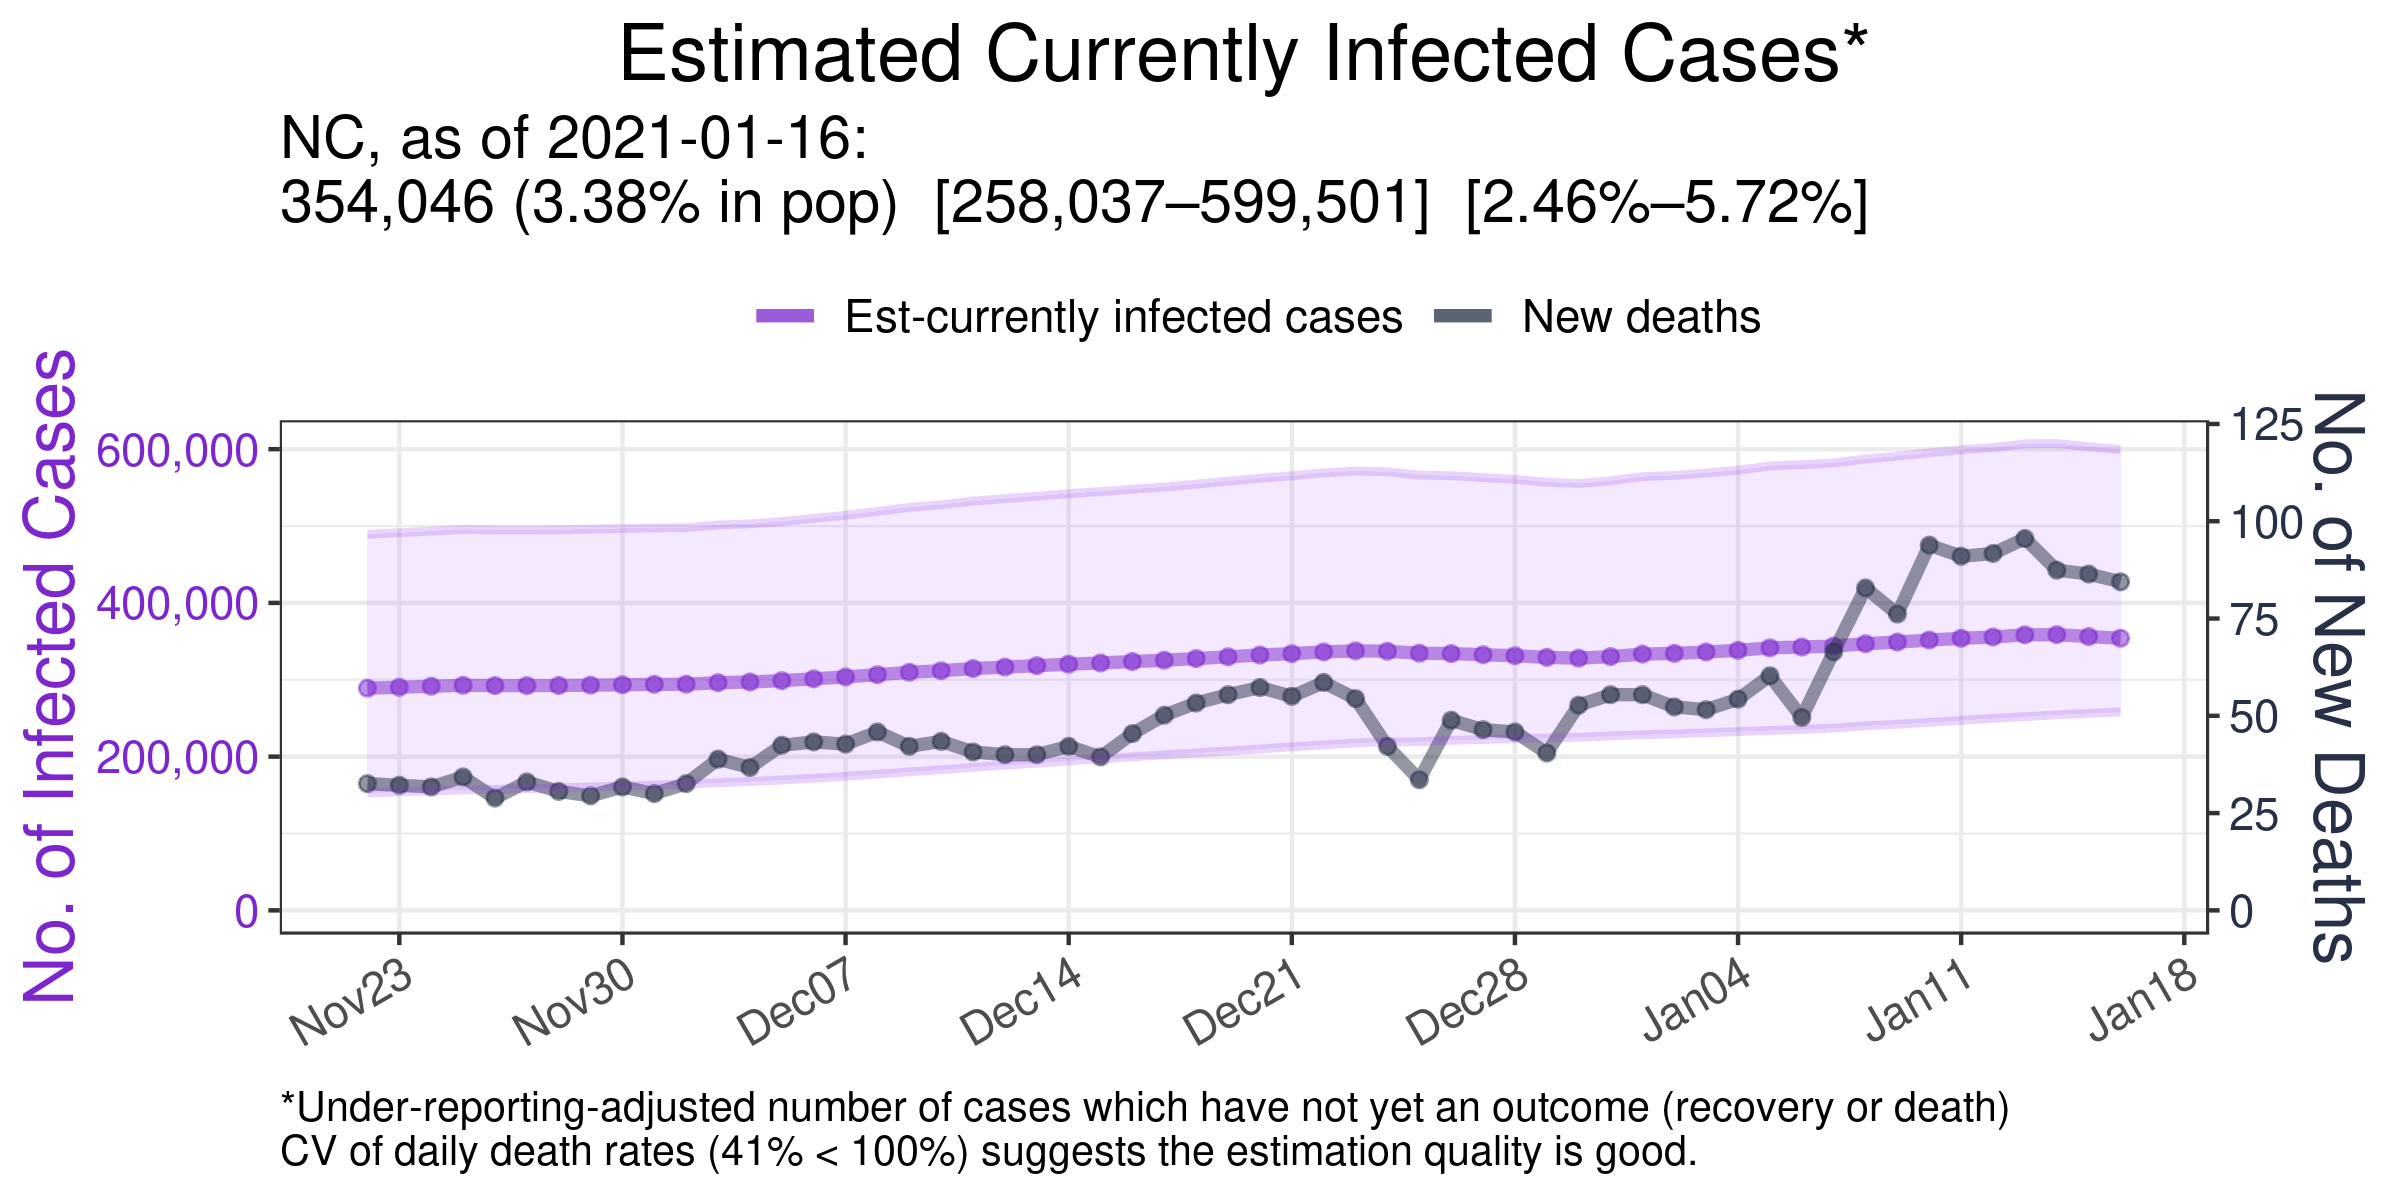 Estimated Currently Infected Cases*
NC, as of 2021-01-16:
354,046 (3.38% in pop)  [258,037–599,501]  [2.46%–5.72%]
Est-currently infected cases
New deaths
No. of Infected Cases
600,000
400,000
200,000
0
125
100
75
50
25
0
No. of New Deaths
Nov23
Nov30
Dec07
Dec14
Dec21
Dec28
Jan04
Jan11
Jan18
*Under-reporting-adjusted number of cases which have not yet an outcome (recovery or death)
CV of daily death rates (41% < 100%) suggests the estimation quality is good.